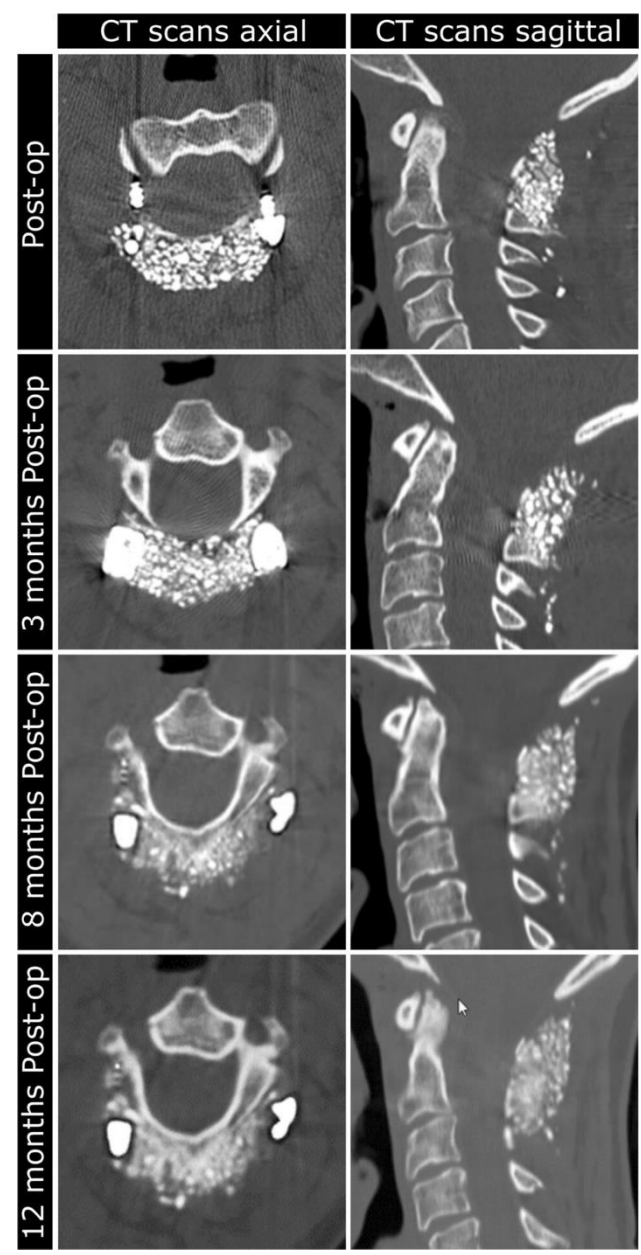 CT scans axial
CT scans sagittal
Post-op
3 months Post-op
8 months Post-op
12 months Post-op